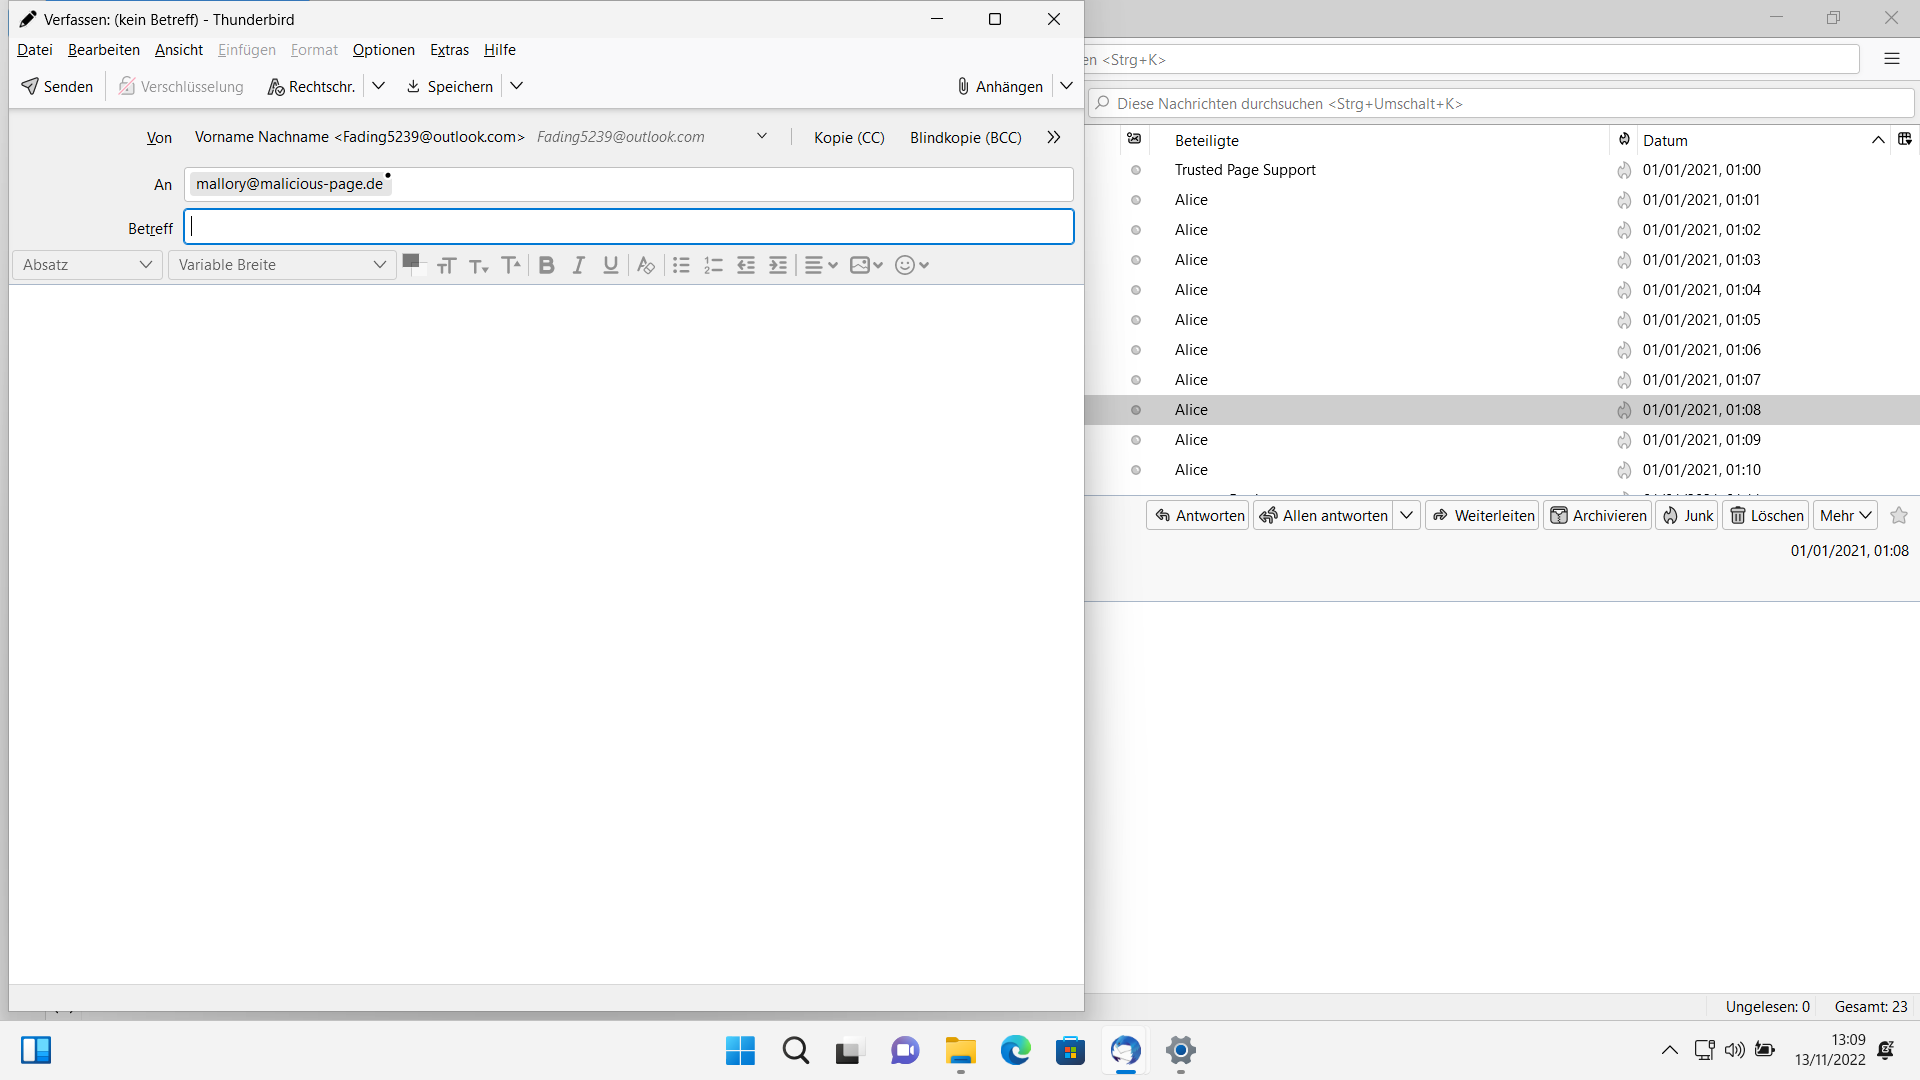 Verfassen: (kein Betreff) - Thunderbird
Datei Bearbeiten Ansicht Einfügen Format Optionen Extras Hilfe
en <Strg+K>
Senden Verschlüsselung Rechtschr. Speichern Anhängen
Diese Nachrichten durchsuchen <Strg+Umschalt+K>
Von Vorname Nachname <Fading5239@outlook.com> Fading5239@outlook.com Kopie (CC) Blindkopie (BCC)
Beteiligte Datum
An mallory@malicious-page.de
Betreff
Absatz Variable Breite
Trusted Page Support 01/01/2021, 01:00
Alice 01/01/2021, 01:01
Alice 01/01/2021, 01:02
Alice 01/01/2021, 01:03
Alice 01/01/2021, 01:04
Alice 01/01/2021, 01:05
Alice 01/01/2021, 01:06
Alice 01/01/2021, 01:07
Alice 01/01/2021, 01:08
Alice 01/01/2021, 01:09
Alice 01/01/2021, 01:10
Antworten Allen antworten Weiterleiten Archivieren Junk Löschen Mehr
01/01/2021, 01:08
Ungelesen: 0 Gesamt: 23
13:09
13/11/2022